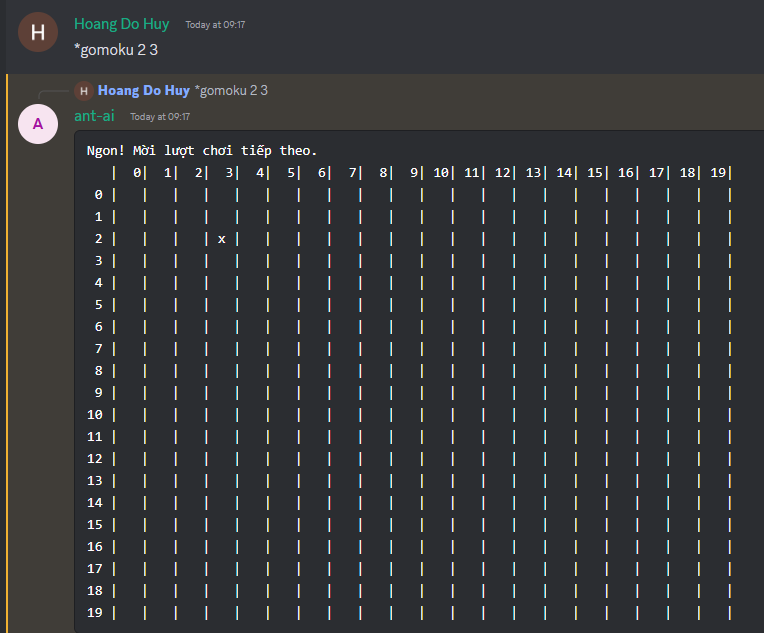 H
Hoang Do Huy Today at 09:17
*gomoku 2 3
H Hoang Do Huy *gomoku 2 3
A
ant-ai Today at 09:17
Ngon! Mời lượt chơi tiếp theo.
   |  0|  1|  2|  3|  4|  5|  6|  7|  8|  9| 10| 11| 12| 13| 14| 15| 16| 17| 18| 19|
 0 |   |   |   |   |   |   |   |   |   |   |   |   |   |   |   |   |   |   |   |   |
 1 |   |   |   |   |   |   |   |   |   |   |   |   |   |   |   |   |   |   |   |   |
 2 |   |   |   | x |   |   |   |   |   |   |   |   |   |   |   |   |   |   |   |   |
 3 |   |   |   |   |   |   |   |   |   |   |   |   |   |   |   |   |   |   |   |   |
 4 |   |   |   |   |   |   |   |   |   |   |   |   |   |   |   |   |   |   |   |   |
 5 |   |   |   |   |   |   |   |   |   |   |   |   |   |   |   |   |   |   |   |   |
 6 |   |   |   |   |   |   |   |   |   |   |   |   |   |   |   |   |   |   |   |   |
 7 |   |   |   |   |   |   |   |   |   |   |   |   |   |   |   |   |   |   |   |   |
 8 |   |   |   |   |   |   |   |   |   |   |   |   |   |   |   |   |   |   |   |   |
 9 |   |   |   |   |   |   |   |   |   |   |   |   |   |   |   |   |   |   |   |   |
10 |   |   |   |   |   |   |   |   |   |   |   |   |   |   |   |   |   |   |   |   |
11 |   |   |   |   |   |   |   |   |   |   |   |   |   |   |   |   |   |   |   |   |
12 |   |   |   |   |   |   |   |   |   |   |   |   |   |   |   |   |   |   |   |   |
13 |   |   |   |   |   |   |   |   |   |   |   |   |   |   |   |   |   |   |   |   |
14 |   |   |   |   |   |   |   |   |   |   |   |   |   |   |   |   |   |   |   |   |
15 |   |   |   |   |   |   |   |   |   |   |   |   |   |   |   |   |   |   |   |   |
16 |   |   |   |   |   |   |   |   |   |   |   |   |   |   |   |   |   |   |   |   |
17 |   |   |   |   |   |   |   |   |   |   |   |   |   |   |   |   |   |   |   |   |
18 |   |   |   |   |   |   |   |   |   |   |   |   |   |   |   |   |   |   |   |   |
19 |   |   |   |   |   |   |   |   |   |   |   |   |   |   |   |   |   |   |   |   |